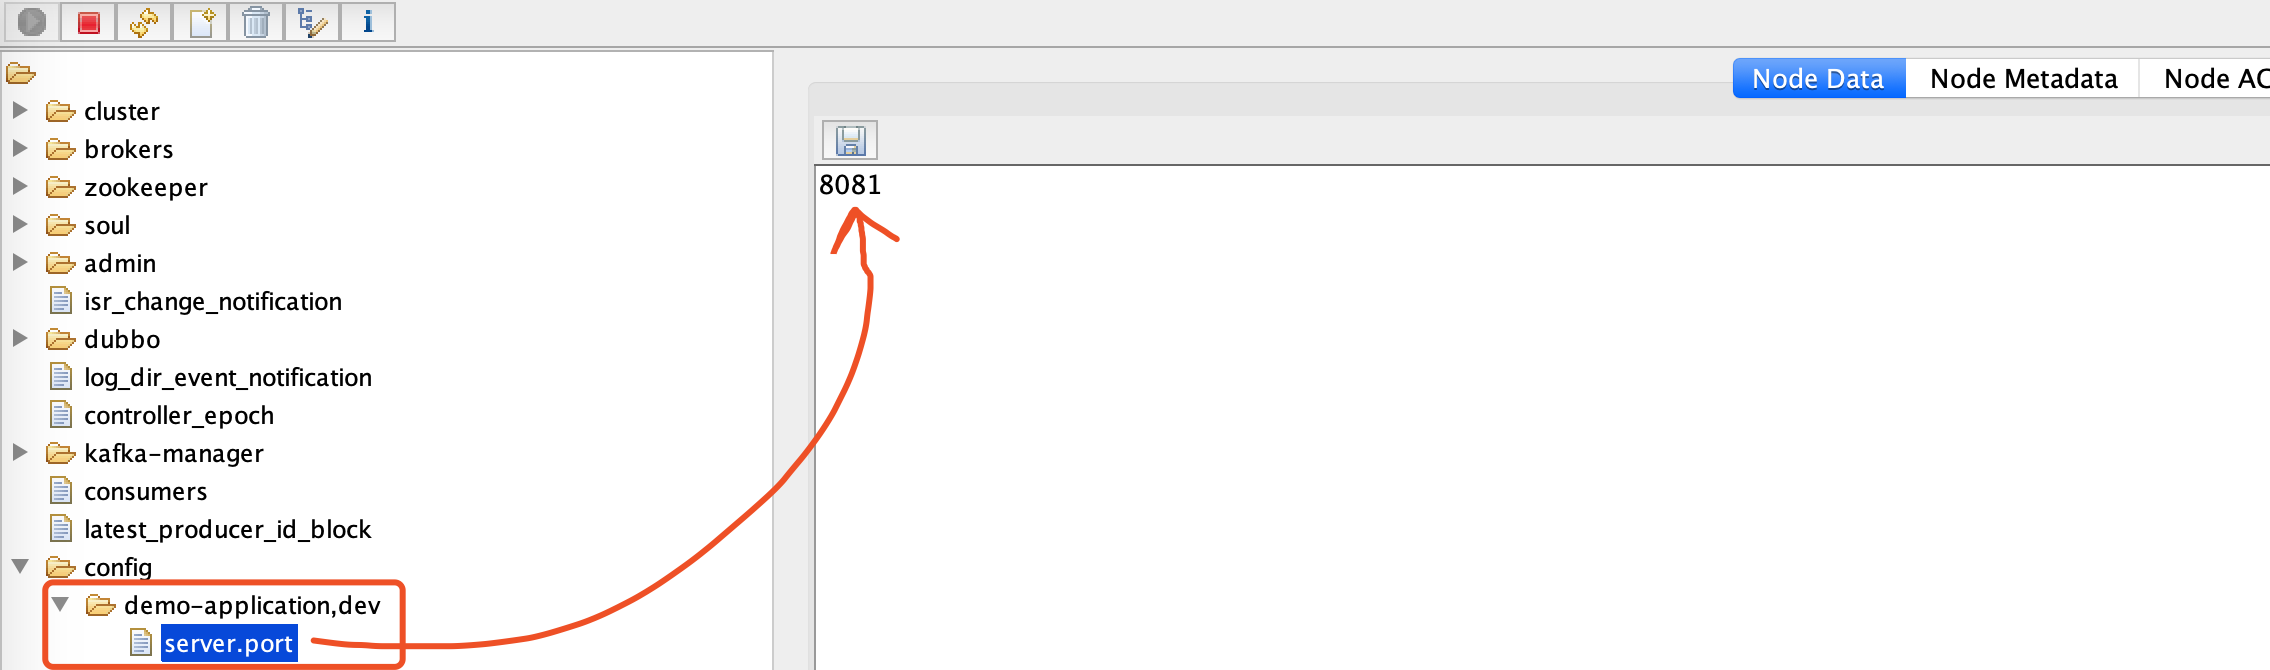 Node Data
Node Metadata
Node AC
cluster
brokers
zookeeper
soul
admin
isr_change_notification
dubbo
log_dir_event_notification
controller_epoch
kafka-manager
consumers
latest_producer_id_block
config
demo-application,dev
server.port
8081